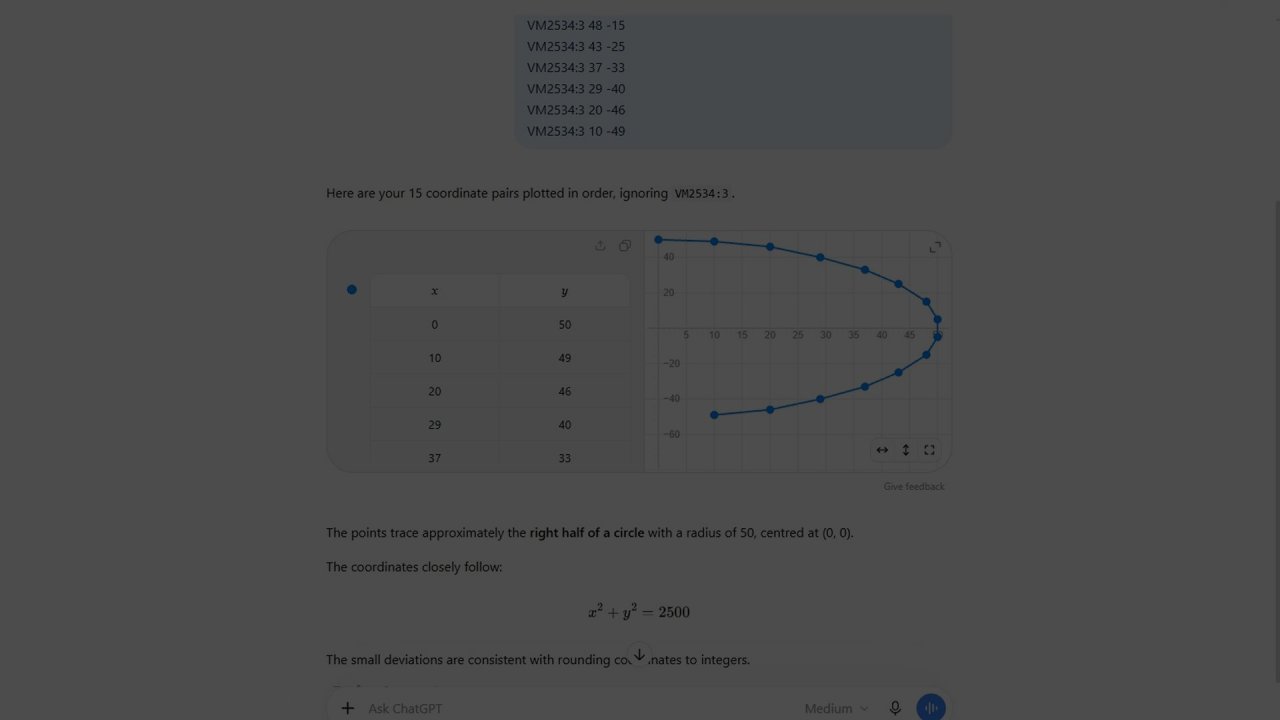 VM2534:3 48 -15
VM2534:3 43 -25
VM2534:3 37 -33
VM2534:3 29 -40
VM2534:3 20 -46
VM2534:3 10 -49
Here are your 15 coordinate pairs plotted in order, ignoring VM2534:3.
x y
0 50
10 49
20 46
29 40
37 33
40
20
5 10 15 20 25 30 35 40 45
−20
−40
−60
Give feedback
The points trace approximately the right half of a circle with a radius of 50, centred at (0, 0).
The coordinates closely follow:
x² + y² = 2500
The small deviations are consistent with rounding co nates to integers.
Ask ChatGPT
Medium